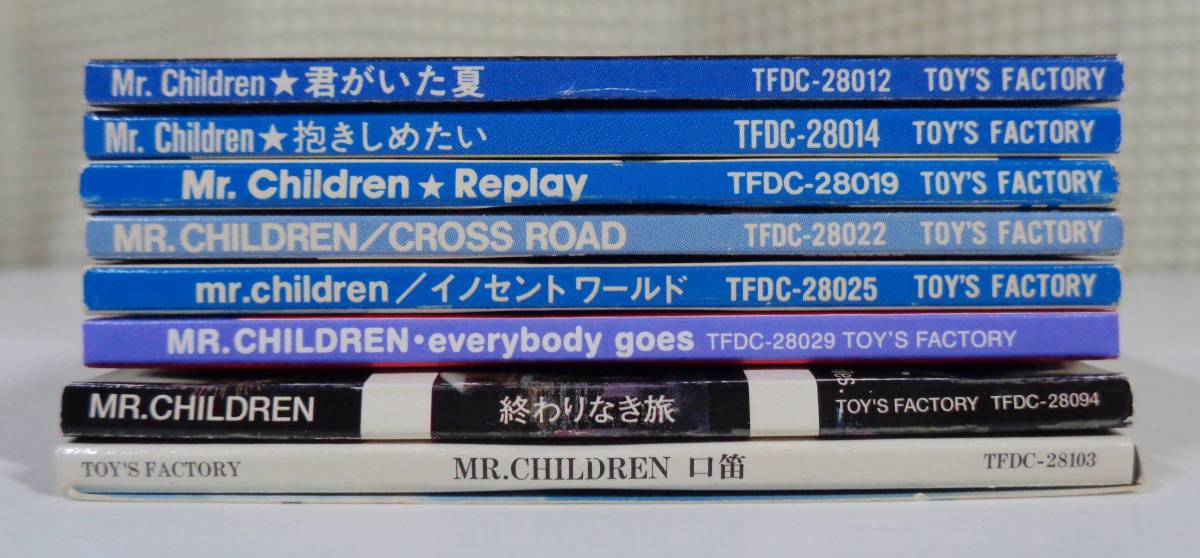 Mr. Children★君がいた夏 TFDC-28012 TOY'S FACTORY
Mr. Children★抱きしめたい TFDC-28014 TOY'S FACTORY
Mr. Children★Replay TFDC-28019 TOY'S FACTORY
MR.CHILDREN/CROSS ROAD TFDC-28022 TOY'S FACTORY
mr.children/イノセントワールド TFDC-28025 TOY'S FACTORY
MR.CHILDREN・everybody goes TFDC-28029 TOY'S FACTORY
MR.CHILDREN 終わりなき旅 TOY'S FACTORY TFDC-28094
TOY'S FACTORY MR.CHILDREN 口笛 TFDC-28103